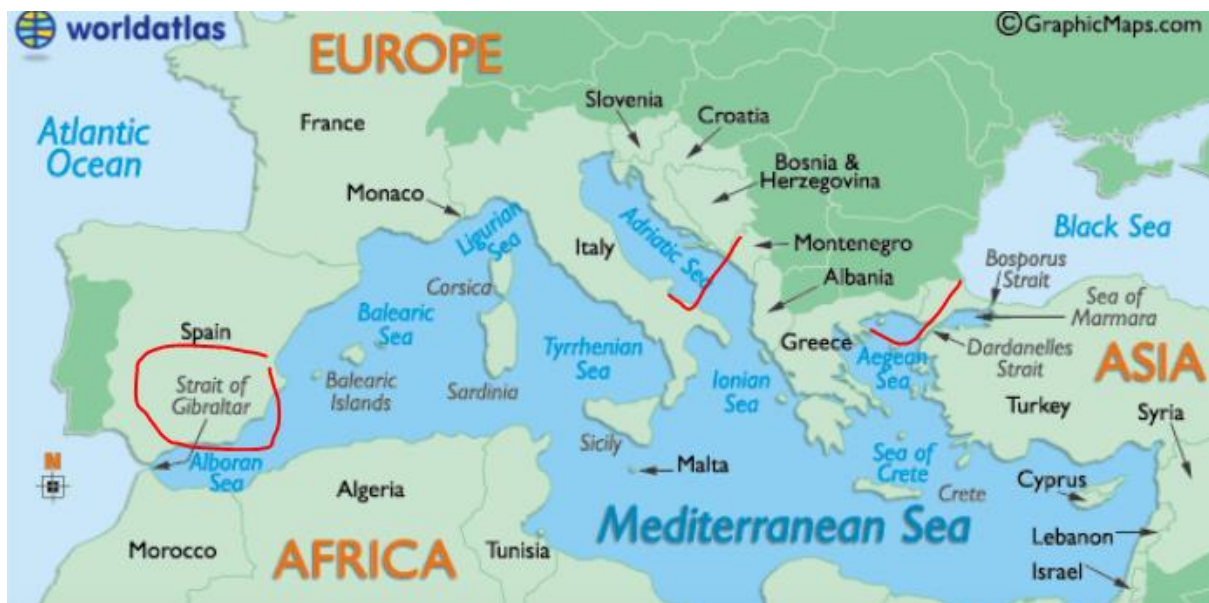 worldatlas
©GraphicMaps.com
EUROPE
Slovenia
Croatia
France
Atlantic
Ocean
Bosnia &
Herzegovina
Monaco
Ligurian
Sea
Adriatic Sea
Black Sea
Italy
Montenegro
Bosporus
Strait
Albania
Corsica
Sea of
Marmara
Balearic
Sea
Spain
Greece
Tyrrhenian
Sea
Aegean
Sea
Dardanelles
Strait
ASIA
Strait of
Gibraltar
Balearic
Islands
Sardinia
Ionian
Sea
Turkey
Syria
Sicily
Malta
Sea of
Crete
N
Alboran
Sea
Algeria
Crete
Cyprus
Mediterranean Sea
Lebanon
Morocco
AFRICA
Tunisia
Israel